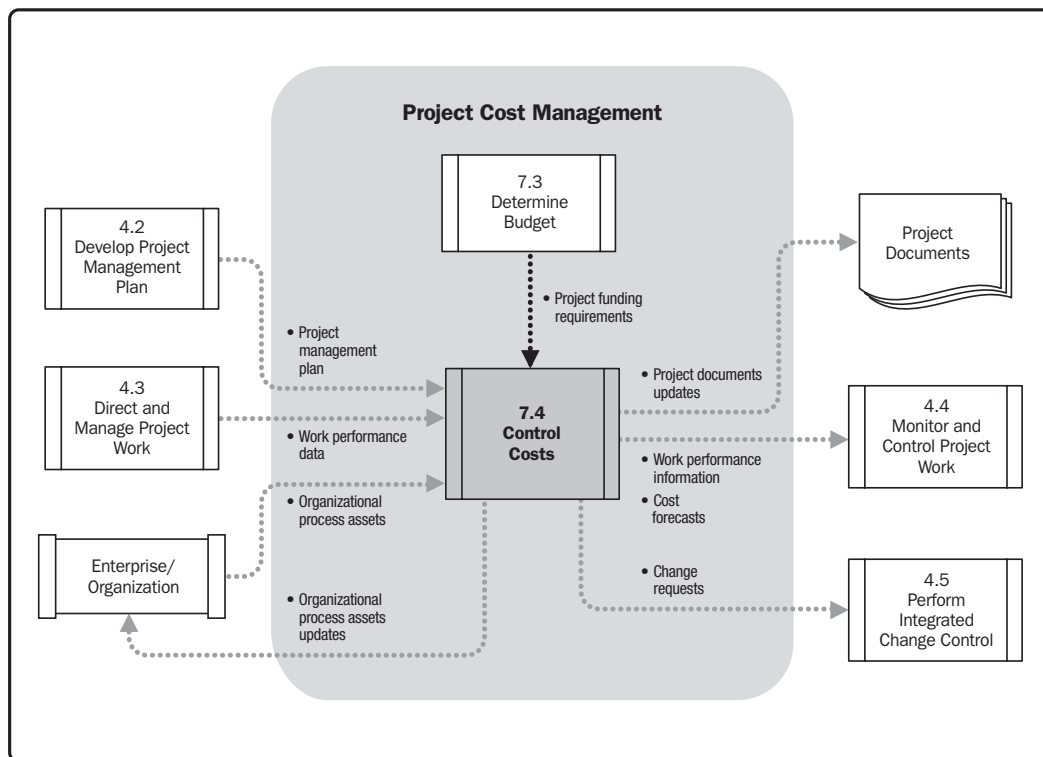 Project Cost Management
7.3
Determine
Budget
4.2
Develop Project
Management
Plan
Project
Documents
• Project funding
requirements
• Project
management
plan
4.3
Direct and
Manage Project
Work
7.4
Control
Costs
• Project documents
updates
4.4
Monitor and
Control Project
Work
• Work performance
data
• Work performance
information
• Cost
forecasts
• Organizational
process assets
Enterprise/
Organization
• Change
requests
4.5
Perform
Integrated
Change Control
• Organizational
process assets
updates